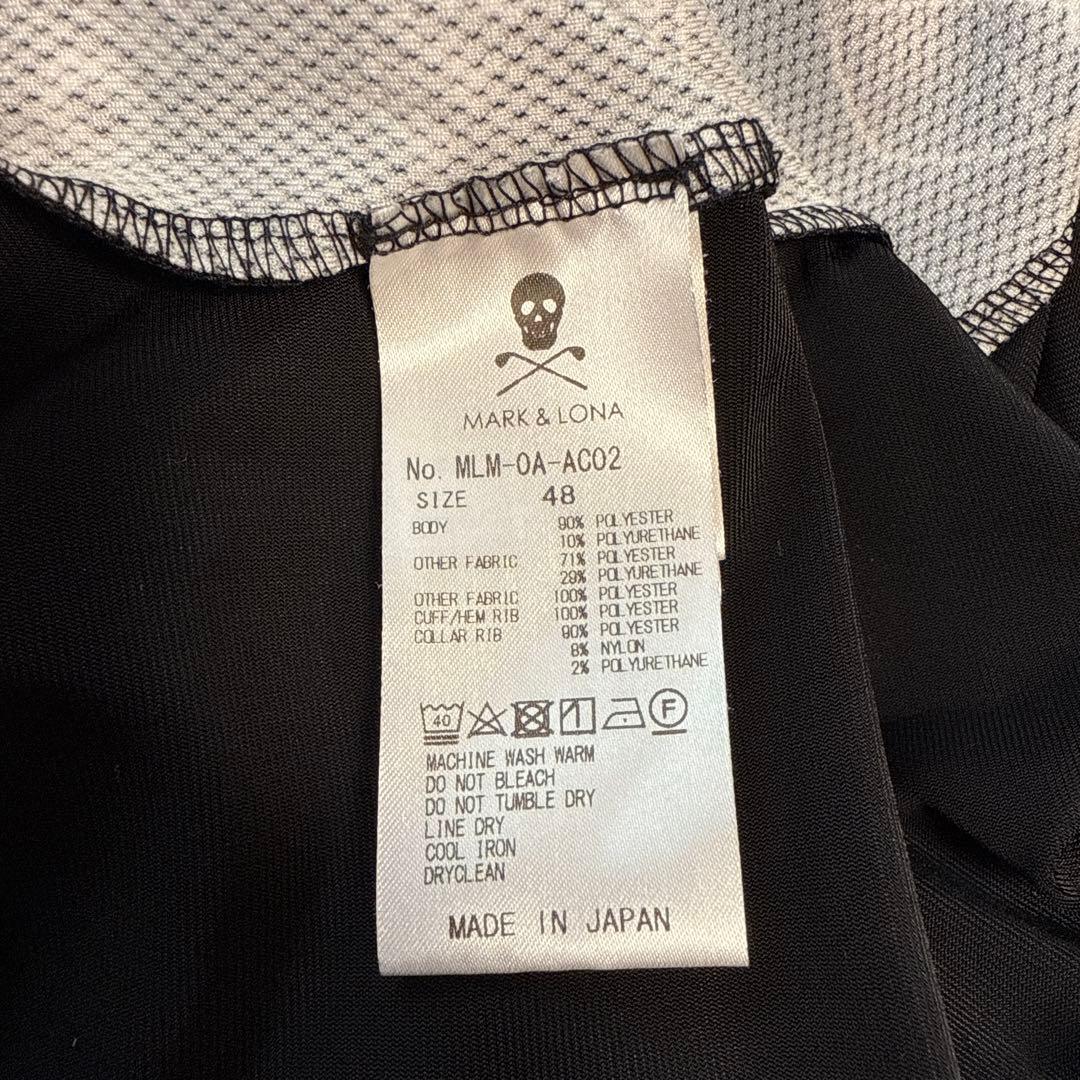 MARK & LONA
No. MLM-0A-AC02
SIZE 48
BODY 90% POLYESTER
10% POLYURETHANE
OTHER FABRIC 71% POLYESTER
29% POLYURETHANE
OTHER FABRIC 100% POLYESTER
CUFF/HEM RIB 100% POLYESTER
COLLAR RIB 90% POLYESTER
8% NYLON
2% POLYURETHANE
40 F
MACHINE WASH WARM
DO NOT BLEACH
DO NOT TUMBLE DRY
LINE DRY
COOL IRON
DRYCLEAN
MADE IN JAPAN